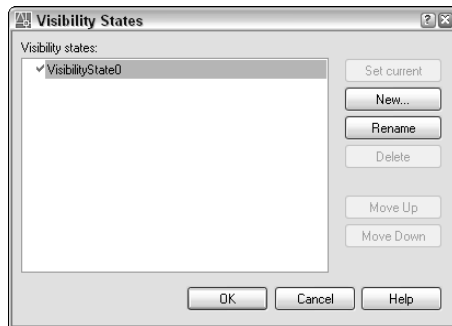 Visibility States
Visibility states:
VisibilityState0
Set current
New...
Rename
Delete
Move Up
Move Down
OK
Cancel
Help